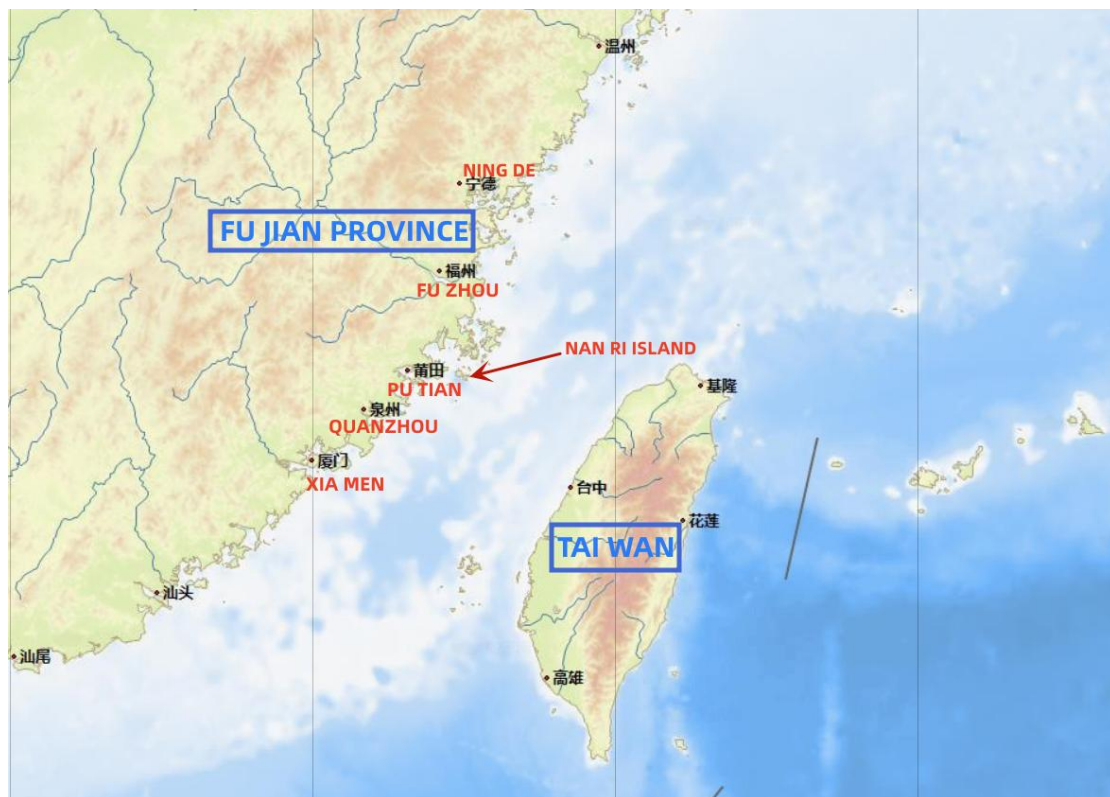 温州
NING DE
宁德
FU JIAN PROVINCE
福州
FU ZHOU
NAN RI ISLAND
莆田
PU TIAN
基隆
泉州
QUANZHOU
厦门
XIA MEN
台中
花莲
TAI WAN
汕头
汕尾
高雄